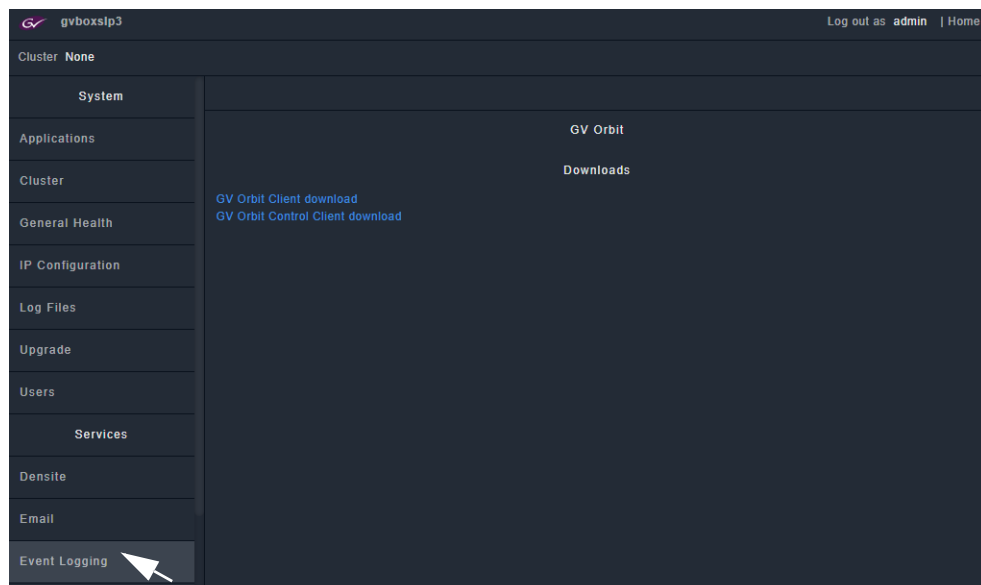 gvboxslp3
Log out as admin | Home
Cluster None
System
Applications
Cluster
General Health
IP Configuration
Log Files
Upgrade
Users
Services
Densite
Email
Event Logging
GV Orbit
Downloads
GV Orbit Client download
GV Orbit Control Client download